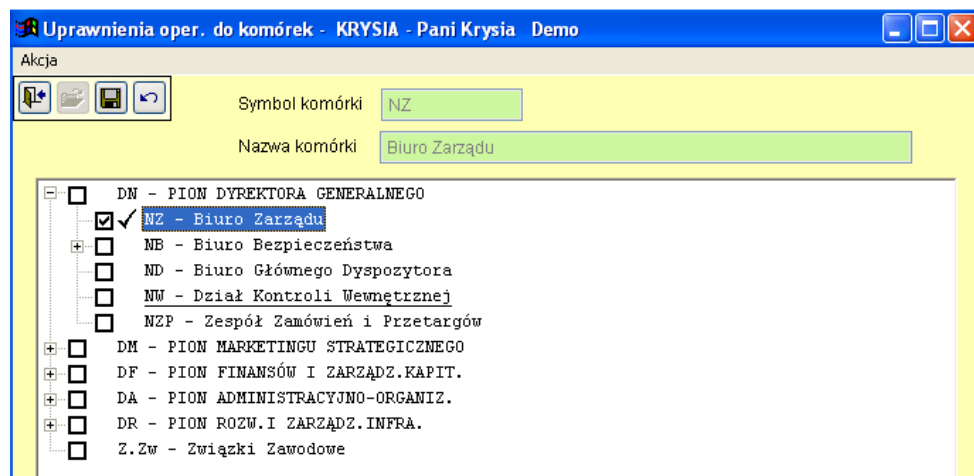 Uprawnienia oper. do komórek - KRYSIA - Pani Krysia Demo
Akcja
Symbol komórki NZ
Nazwa komórki Biuro Zarządu
DN - PION DYREKTORA GENERALNEGO
NZ - Biuro Zarządu
NB - Biuro Bezpieczeństwa
ND - Biuro Głównego Dyspozytora
NW - Dział Kontroli Wewnętrznej
NZP - Zespół Zamówień i Przetargów
DM - PION MARKETINGU STRATEGICZNEGO
DF - PION FINANSÓW I ZARZĄDZ.KAPIT.
DA - PION ADMINISTRACYJNO-ORGANIZ.
DR - PION ROZW.I ZARZĄDZ.INFRA.
Z.Zw - Związki Zawodowe